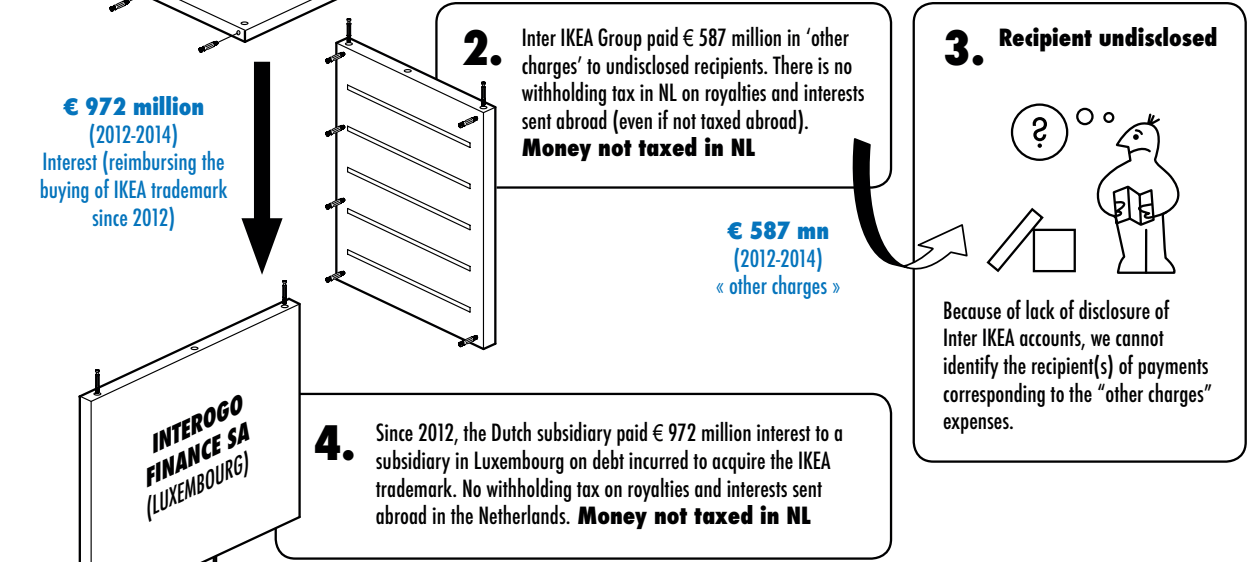 2.
Inter IKEA Group paid € 587 million in ‘other
charges’ to undisclosed recipients. There is no
withholding tax in NL on royalties and interests
sent abroad (even if not taxed abroad).
Money not taxed in NL
3.
Recipient undisclosed
?
Because of lack of disclosure of
Inter IKEA accounts, we cannot
identify the recipient(s) of payments
corresponding to the “other charges”
expenses.
€ 972 million
(2012-2014)
Interest (reimbursing the
buying of IKEA trademark
since 2012)
€ 587 mn
(2012-2014)
« other charges »
INTEROGO
FINANCE SA
(LUXEMBOURG)
4.
Since 2012, the Dutch subsidiary paid € 972 million interest to a
subsidiary in Luxembourg on debt incurred to acquire the IKEA
trademark. No withholding tax on royalties and interests sent
abroad in the Netherlands. Money not taxed in NL